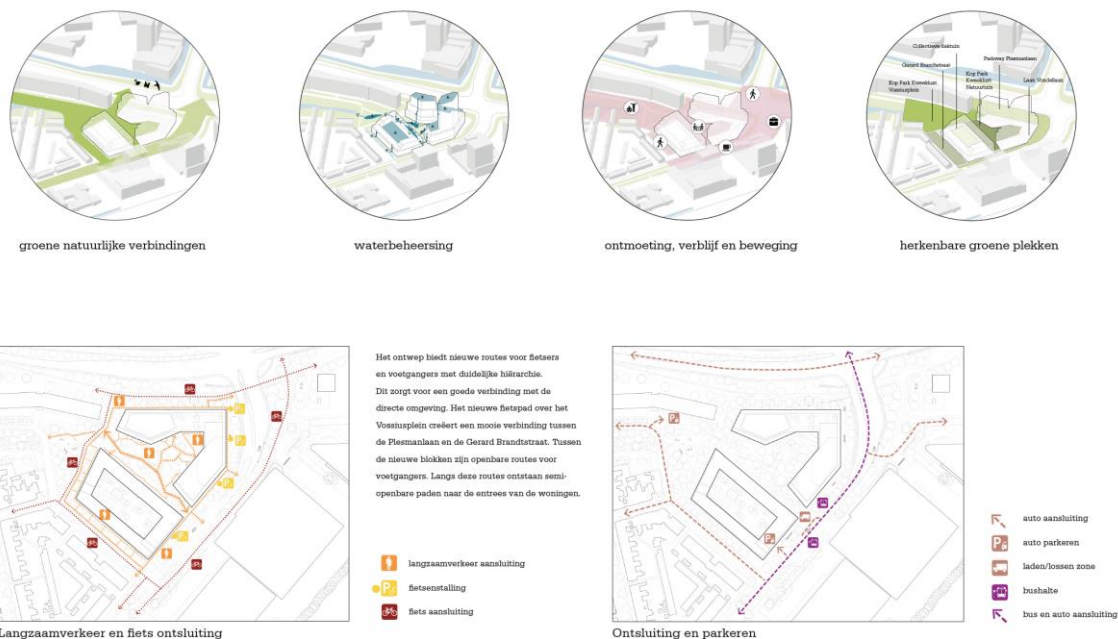 Collectieve daktuin
Gerard Brandtstraat
Parkway Plesmanlaan
Kop Park
Kweeklust
Vossiusplein
Kop Park
Kweeklust
Natuurtuin
Laan Vondellaan
groene natuurlijke verbindingen
waterbeheersing
ontmoeting, verblijf en beweging
herkenbare groene plekken
Het ontwep biedt nieuwe routes voor fietsers
en voetgangers met duidelijke hiërarchie.
Dit zorgt voor een goede verbinding met de
directe omgeving. Het nieuwe fietspad over het
Vossiusplein creëert een mooie verbinding tussen
de Plesmanlaan en de Gerard Brandtstraat. Tussen
de nieuwe blokken zijn openbare routes voor
voetgangers. Langs deze routes ontstaan semi-
openbare paden naar de entrees van de woningen.
langzaamverkeer aansluiting
fietsenstalling
fiets aansluiting
Langzaamverkeer en fiets ontsluiting
auto aansluiting
auto parkeren
laden/lossen zone
bushalte
bus en auto aansluiting
Ontsluiting en parkeren